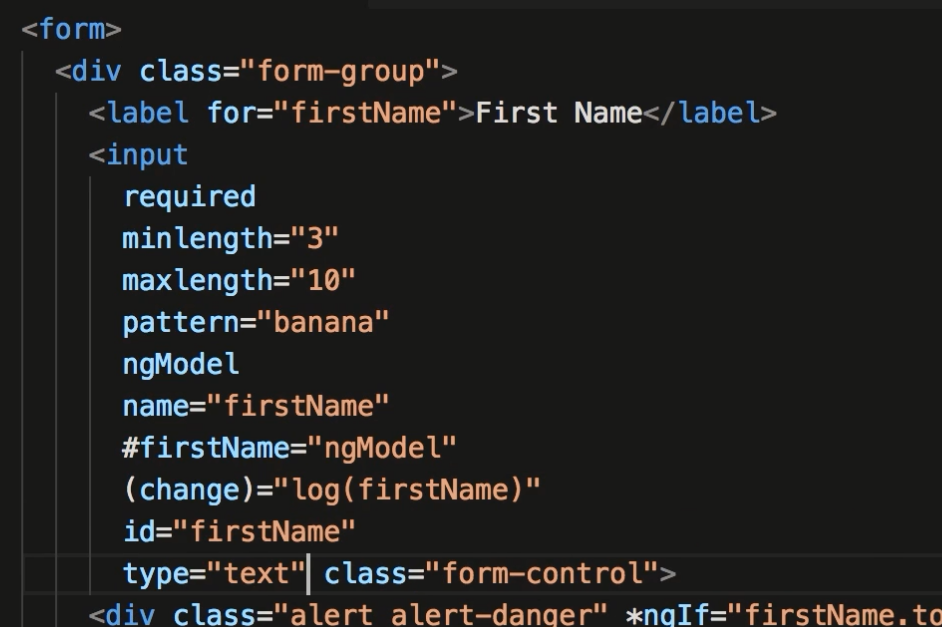 <form>
<div class="form-group">
<label for="firstName">First Name</label>
<input
required
minlength="3"
maxlength="10"
pattern="banana"
ngModel
name="firstName"
#firstName="ngModel"
(change)="log(firstName)"
id="firstName"
type="text" class="form-control">
<div class="alert alert-danger" *ngIf="firstName.to